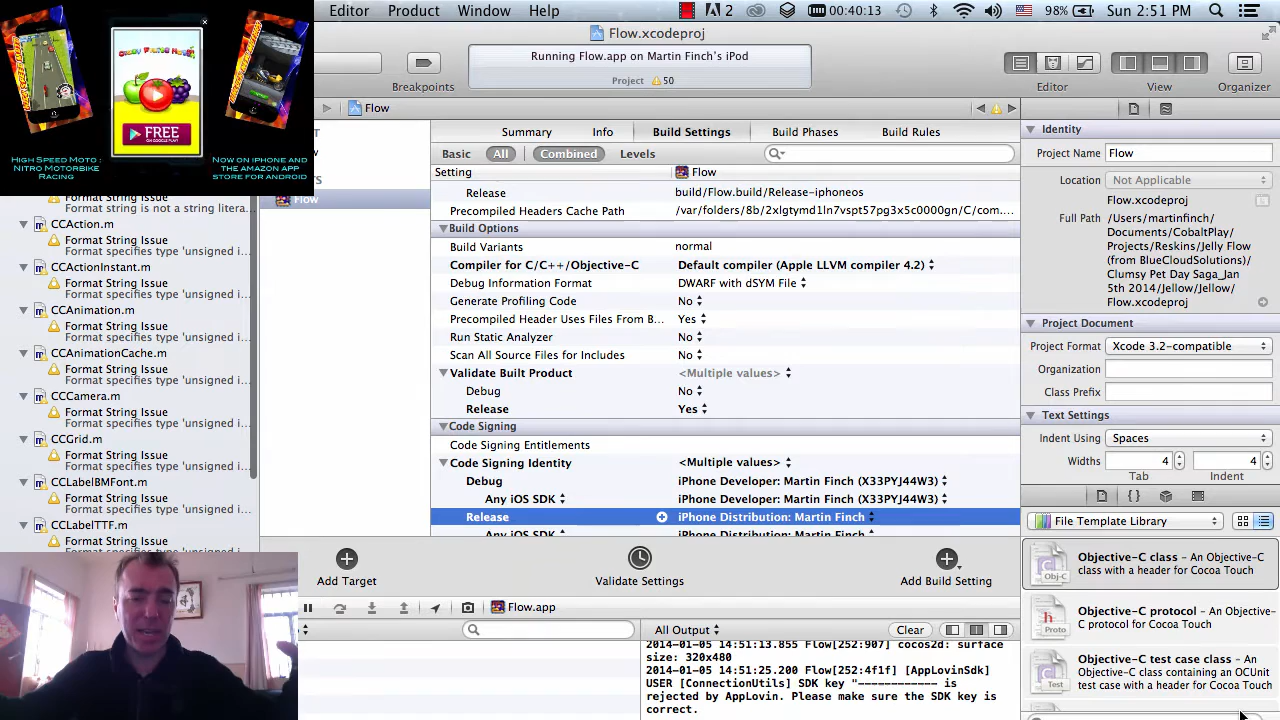 Editor Product Window Help
2 00:40:13 98% Sun 2:51 PM
Flow.xcodeproj
Running Flow.app on Martin Finch's iPod
Project 50
Breakpoints
Editor View Organizer
Flow
FREE
HIGH SPEED MOTO :
NITRO MOTORBIKE
RACING
NOW ON IPHONE AND
THE AMAZON APP
STORE FOR ANDROID
Format string is not a string litera...
CCAction.m
Format String Issue
Format specifies type 'unsigned i...
CCActionInstant.m
Format String Issue
Format specifies type 'unsigned i...
CCAnimation.m
Format String Issue
Format specifies type 'unsigned i...
CCAnimationCache.m
Format String Issue
Format specifies type 'unsigned i...
CCCamera.m
Format String Issue
Format specifies type 'unsigned i...
CCGrid.m
Format String Issue
Format specifies type 'unsigned i...
CCLabelBMFont.m
Format String Issue
Format specifies type 'unsigned i...
CCLabelTTF.m
Format String Issue
Flow
Summary Info Build Settings Build Phases Build Rules
Basic All Combined Levels
Setting Flow
Release build/Flow.build/Release-iphoneos
Precompiled Headers Cache Path /var/folders/8b/2xlgtymd1ln7vspt57pg3x5c0000gn/C/com....
Build Options
Build Variants normal
Compiler for C/C++/Objective-C Default compiler (Apple LLVM compiler 4.2)
Debug Information Format DWARF with dSYM File
Generate Profiling Code No
Precompiled Header Uses Files From B... Yes
Run Static Analyzer No
Scan All Source Files for Includes No
Validate Built Product <Multiple values>
Debug No
Release Yes
Code Signing
Code Signing Entitlements
Code Signing Identity <Multiple values>
Debug iPhone Developer: Martin Finch (X33PYJ44W3)
Any iOS SDK iPhone Developer: Martin Finch (X33PYJ44W3)
Release iPhone Distribution: Martin Finch
Any iOS SDK iPhone Distribution: Martin Finch
Add Target Validate Settings Add Build Setting
Flow.app
All Output Clear
2014-01-05 14:51:13.855 Flow[252:907] cocos2d: surface
size: 320x480
2014-01-05 14:51:25.200 Flow[252:4f1f] [AppLovinSdk]
USER [ConnectionUtils] SDK key "------------ is
rejected by AppLovin. Please make sure the SDK key is
correct.
Identity
Project Name Flow
Location Not Applicable
Flow.xcodeproj
Full Path /Users/martinfinch/
Documents/CobaltPlay/
Projects/Reskins/Jelly Flow
(from BlueCloudSolutions)/
Clumsy Pet Day Saga_Jan
5th 2014/Jellow/Jellow/
Flow.xcodeproj
Project Document
Project Format Xcode 3.2-compatible
Organization
Class Prefix
Text Settings
Indent Using Spaces
Widths 4 4
Tab Indent
File Template Library
Objective-C class – An Objective-
C class with a header for Cocoa Touch
Obj-C
Objective-C protocol – An Objective-
C protocol for Cocoa Touch
Proto
Objective-C test case class – An
Objective-C class containing an OCUnit
test case with a header for Cocoa Touch
Test